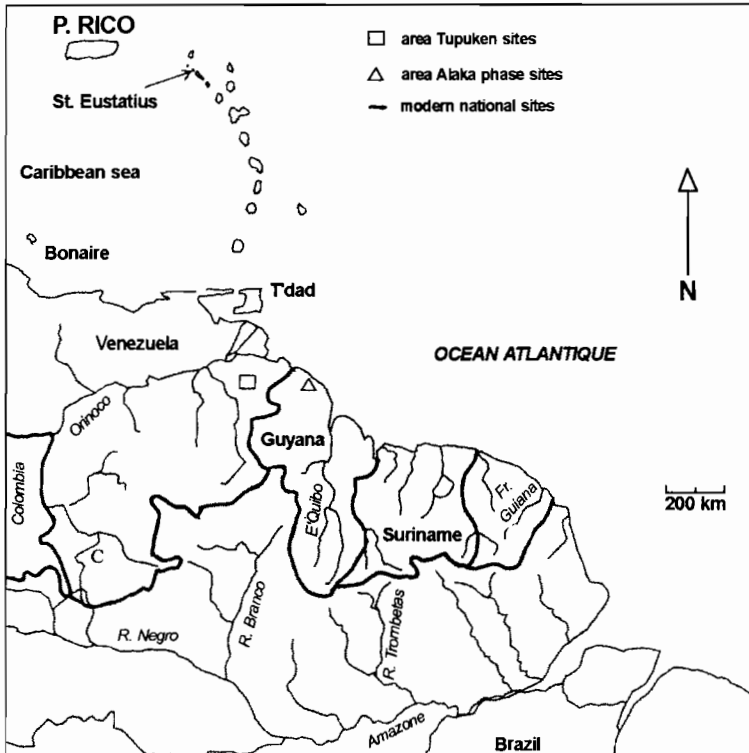 P. RICO
area Tupuken sites
area Alaka phase sites
modern national sites
St. Eustatius
Caribbean sea
Bonaire
T'dad
N
Venezuela
OCEAN ATLANTIQUE
Orinoco
Guyana
Colombia
E'Quibo
Fr.
Guiana
200 km
Suriname
C
R. Branco
R. Negro
R. Trombetas
Amazone
Brazil